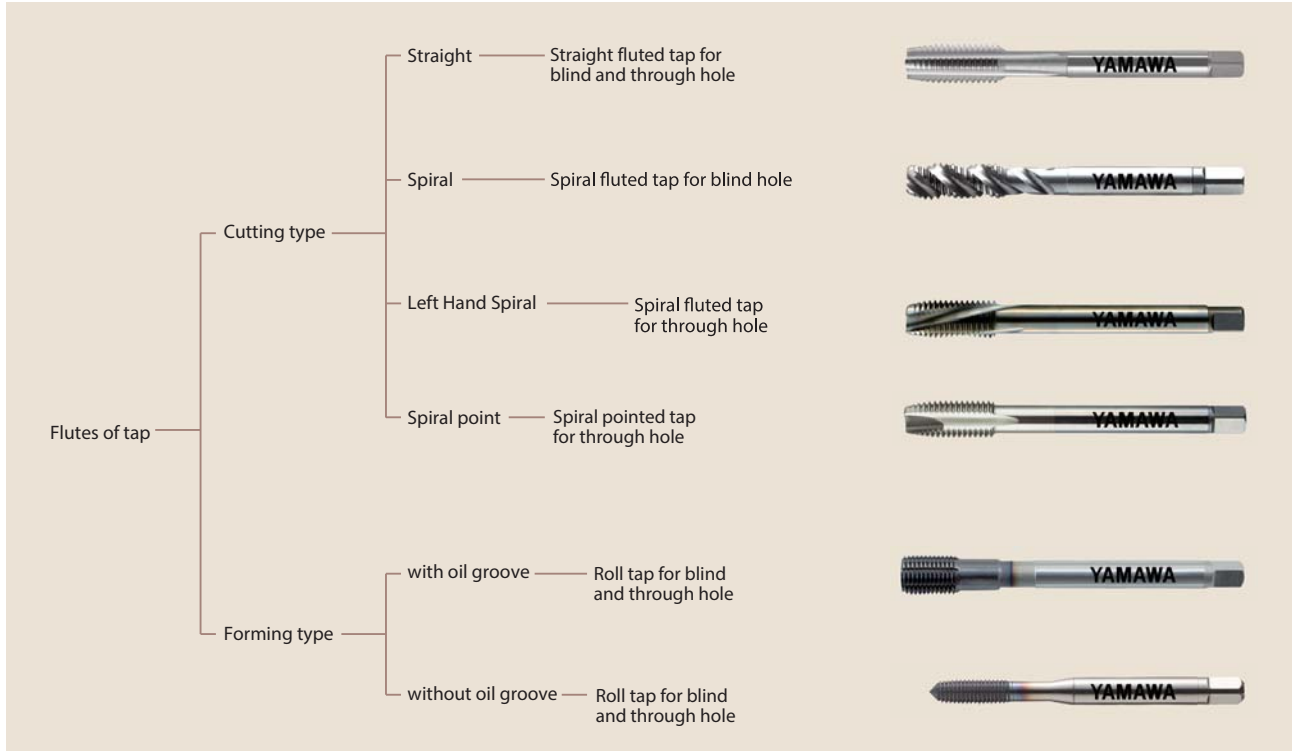 Straight
Straight fluted tap for
blind and through hole
YAMAWA
Spiral
Spiral fluted tap for blind hole
YAMAWA
Cutting type
Left Hand Spiral
Spiral fluted tap
for through hole
YAMAWA
Flutes of tap
Spiral point
Spiral pointed tap
for through hole
YAMAWA
with oil groove
Roll tap for blind
and through hole
YAMAWA
Forming type
without oil groove
Roll tap for blind
and through hole
YAMAWA